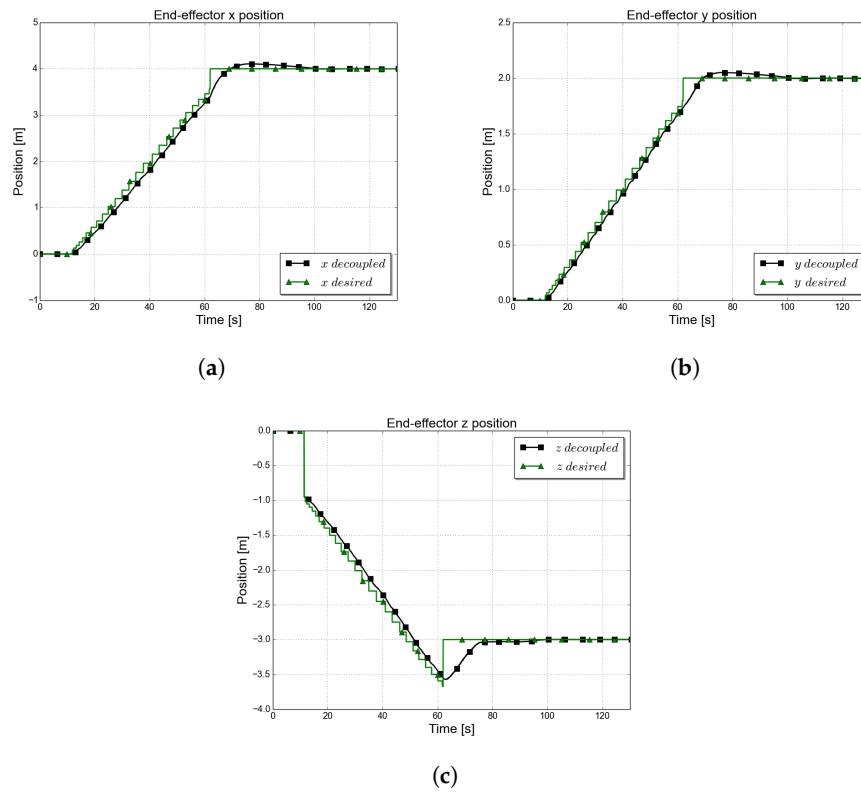 End-effector x position
5
4
3
2
1
0
−1
Position [m]
x decoupled
x desired
0 20 40 60 80 100 120
Time [s]
(a)
End-effector y position
2.5
2.0
1.5
1.0
0.5
0.0
Position [m]
y decoupled
y desired
0 20 40 60 80 100 120
Time [s]
(b)
End-effector z position
0.0
−0.5
−1.0
−1.5
−2.0
−2.5
−3.0
−3.5
−4.0
Position [m]
z decoupled
z desired
0 20 40 60 80 100 120
Time [s]
(c)